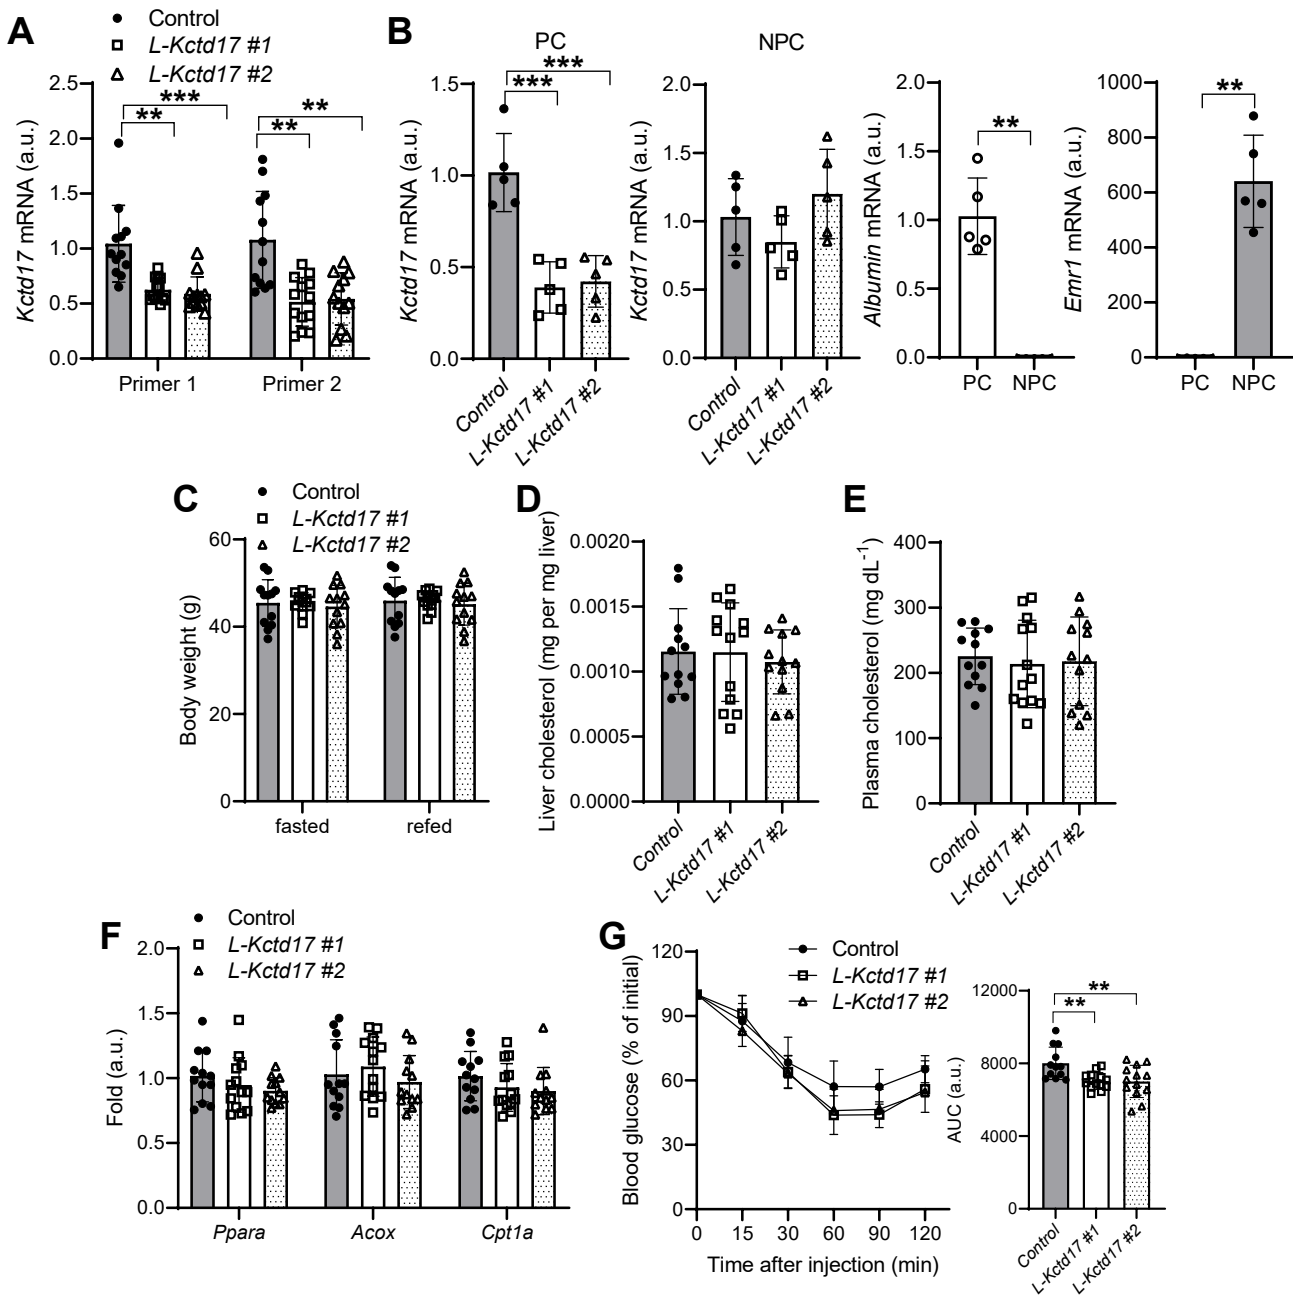 A
Control
L-Kctd17 #1
L-Kctd17 #2
Kctd17 mRNA (a.u.)
2.5
2.0
1.5
1.0
0.5
0.0
**
***
**
**
Primer 1
Primer 2
B
PC
Kctd17 mRNA (a.u.)
1.5
1.0
0.5
0.0
***
***
Control
L-Kctd17 #1
L-Kctd17 #2
NPC
Kctd17 mRNA (a.u.)
2.0
1.5
1.0
0.5
0.0
Control
L-Kctd17 #1
L-Kctd17 #2
Albumin mRNA (a.u.)
2.0
1.5
1.0
0.5
0.0
**
PC
NPC
Emr1 mRNA (a.u.)
1000
800
600
400
200
0
**
PC
NPC
C
Control
L-Kctd17 #1
L-Kctd17 #2
Body weight (g)
60
40
20
0
fasted
refed
D
Liver cholesterol (mg per mg liver)
0.0020
0.0015
0.0010
0.0005
0.0000
Control
L-Kctd17 #1
L-Kctd17 #2
E
Plasma cholesterol (mg dL-1)
400
300
200
100
0
Control
L-Kctd17 #1
L-Kctd17 #2
F
Control
L-Kctd17 #1
L-Kctd17 #2
Fold (a.u.)
2.0
1.5
1.0
0.5
0.0
Ppara
Acox
Cpt1a
G
Control
L-Kctd17 #1
L-Kctd17 #2
Blood glucose (% of initial)
120
90
60
30
0
0
15
30
60
90
120
Time after injection (min)
AUC (a.u.)
12000
8000
4000
0
**
**
Control
L-Kctd17 #1
L-Kctd17 #2